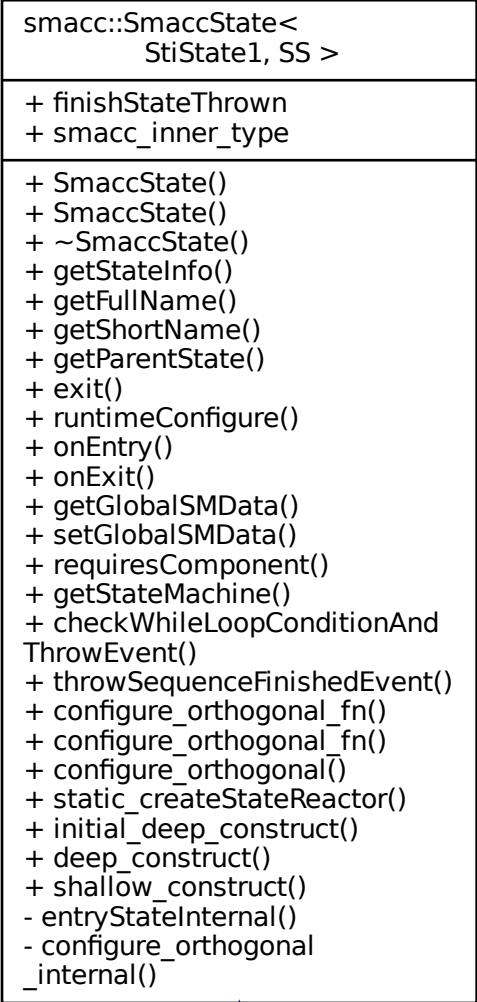 smacc::SmaccState<
StiState1, SS >
+ finishStateThrown
+ smacc_inner_type
+ SmaccState()
+ SmaccState()
+ ~SmaccState()
+ getStateInfo()
+ getFullName()
+ getShortName()
+ getParentState()
+ exit()
+ runtimeConfigure()
+ onEntry()
+ onExit()
+ getGlobalSMData()
+ setGlobalSMData()
+ requiresComponent()
+ getStateMachine()
+ checkWhileLoopConditionAnd
ThrowEvent()
+ throwSequenceFinishedEvent()
+ configure_orthogonal_fn()
+ configure_orthogonal_fn()
+ configure_orthogonal()
+ static_createStateReactor()
+ initial_deep_construct()
+ deep_construct()
+ shallow_construct()
- entryStateInternal()
- configure_orthogonal
_internal()